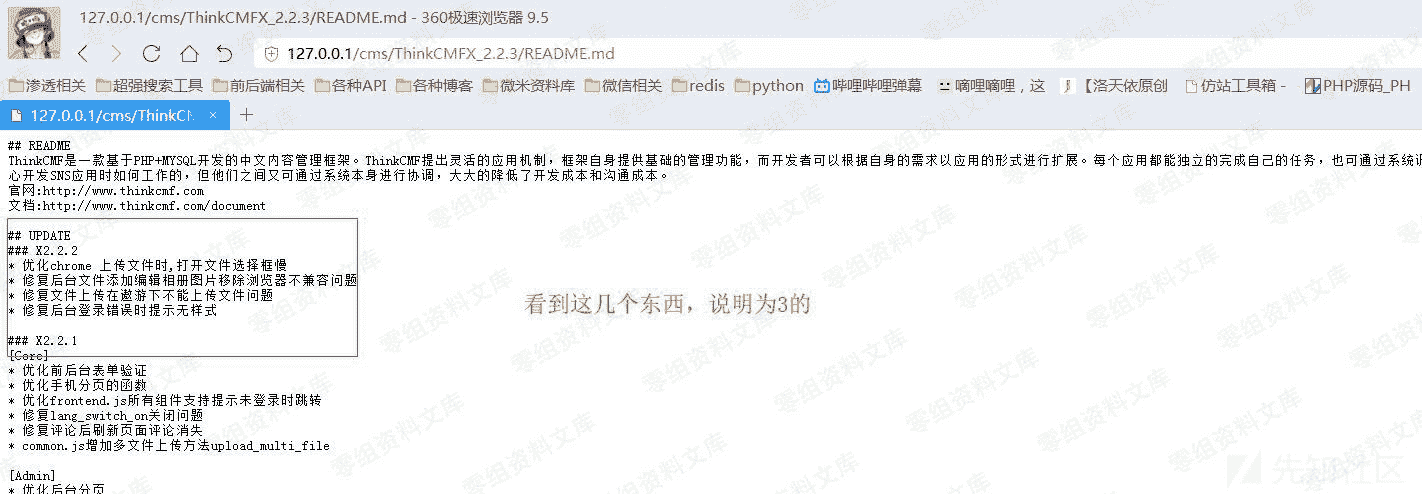 127.0.0.1/cms/ThinkCMFX_2.2.3/README.md - 360极速浏览器 9.5
127.0.0.1/cms/ThinkCMFX_2.2.3/README.md
渗透相关 超强搜索工具 前后端相关 各种API 各种博客 微米资料库 微信相关 redis python 哔哩哔哩弹幕 嘀哩嘀哩，这 【洛天依原创 仿站工具箱 - PHP源码_PH
127.0.0.1/cms/ThinkCM × +
## README
ThinkCMF是一款基于PHP+MYSQL开发的中文内容管理框架。ThinkCMF提出灵活的应用机制，框架自身提供基础的管理功能，而开发者可以根据自身的需求以应用的形式进行扩展。每个应用都能独立的完成自己的任务，也可通过系统调
心开发SNS应用时如何工作的，但他们之间又可通过系统本身进行协调，大大的降低了开发成本和沟通成本。
官网:http://www.thinkcmf.com
文档:http://www.thinkcmf.com/document
## UPDATE
### X2.2.2
* 优化chrome 上传文件时,打开文件选择框慢
* 修复后台文件添加编辑相册图片移除浏览器不兼容问题
* 修复文件上传在遨游下不能上传文件问题
* 修复后台登录错误时提示无样式
看到这几个东西，说明为3的
### X2.2.1
[Core]
* 优化前后台表单验证
* 优化手机分页的函数
* 优化frontend.js所有组件支持提示未登录时跳转
* 修复lang_switch_on关闭问题
* 修复评论后刷新页面评论消失
* common.js增加多文件上传方法upload_multi_file
[Admin]
* 优化后台分页
零组资料文库
先知社区